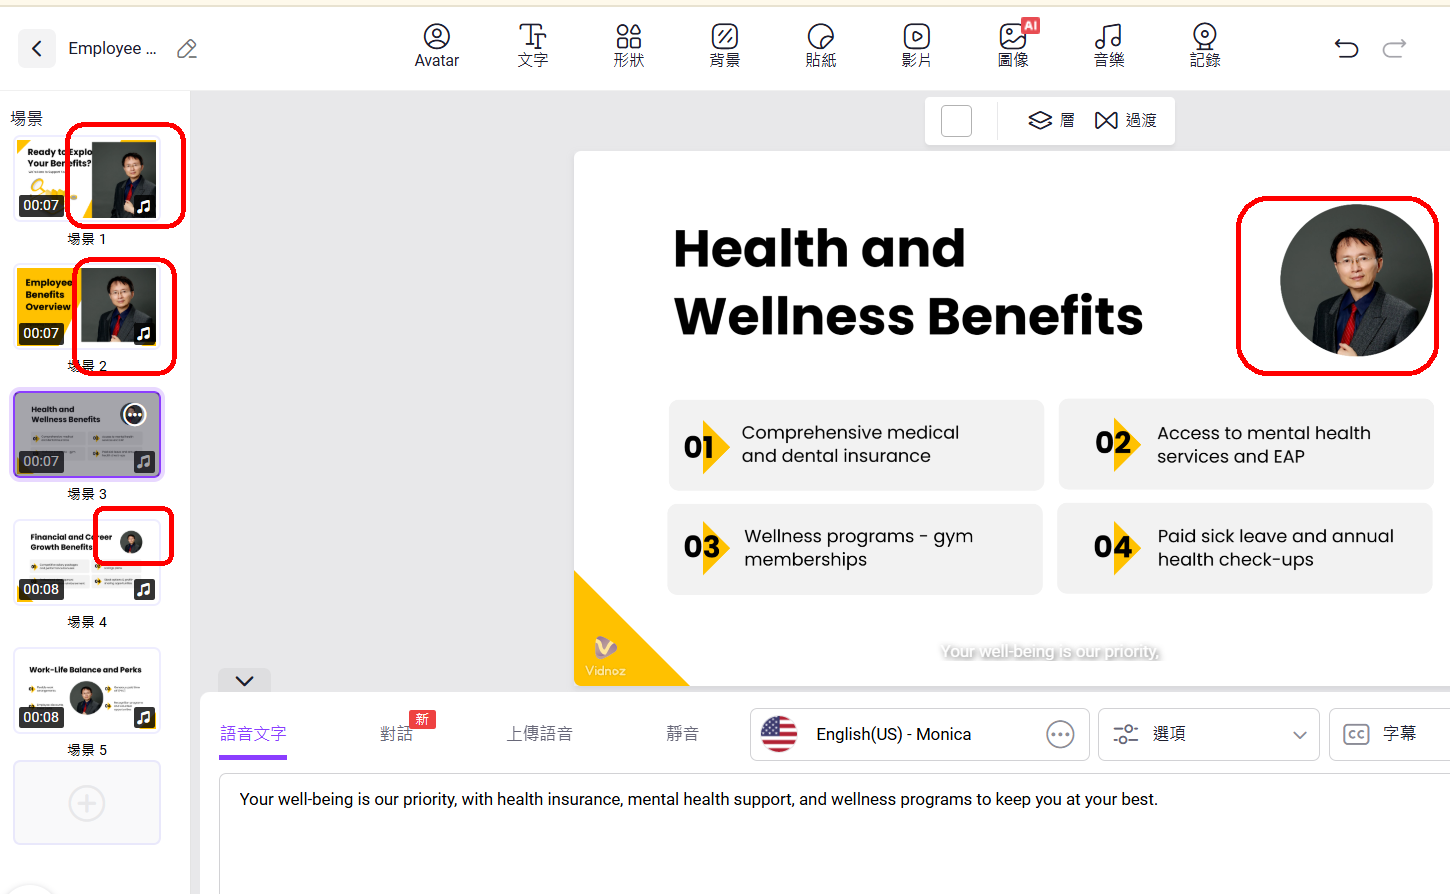 Employee ...
Avatar
文字
形狀
背景
貼紙
影片
AI
圖像
音樂
記錄
場景
Ready to Explo
Your Benefits?
00:07
場景 1
Employee
Benefits
Overview
00:07
場景 2
Health and
Wellness Benefits
00:07
場景 3
Financial and Career
Growth Benefits
00:08
場景 4
Work-Life Balance and Perks
00:08
場景 5
層
過渡
Health and
Wellness Benefits
01
Comprehensive medical
and dental insurance
02
Access to mental health
services and EAP
03
Wellness programs - gym
memberships
04
Paid sick leave and annual
health check-ups
Vidnoz
Your well-being is our priority,
語音文字
對話
新
上傳語音
靜音
English(US) - Monica
選項
CC
字幕
Your well-being is our priority, with health insurance, mental health support, and wellness programs to keep you at your best.